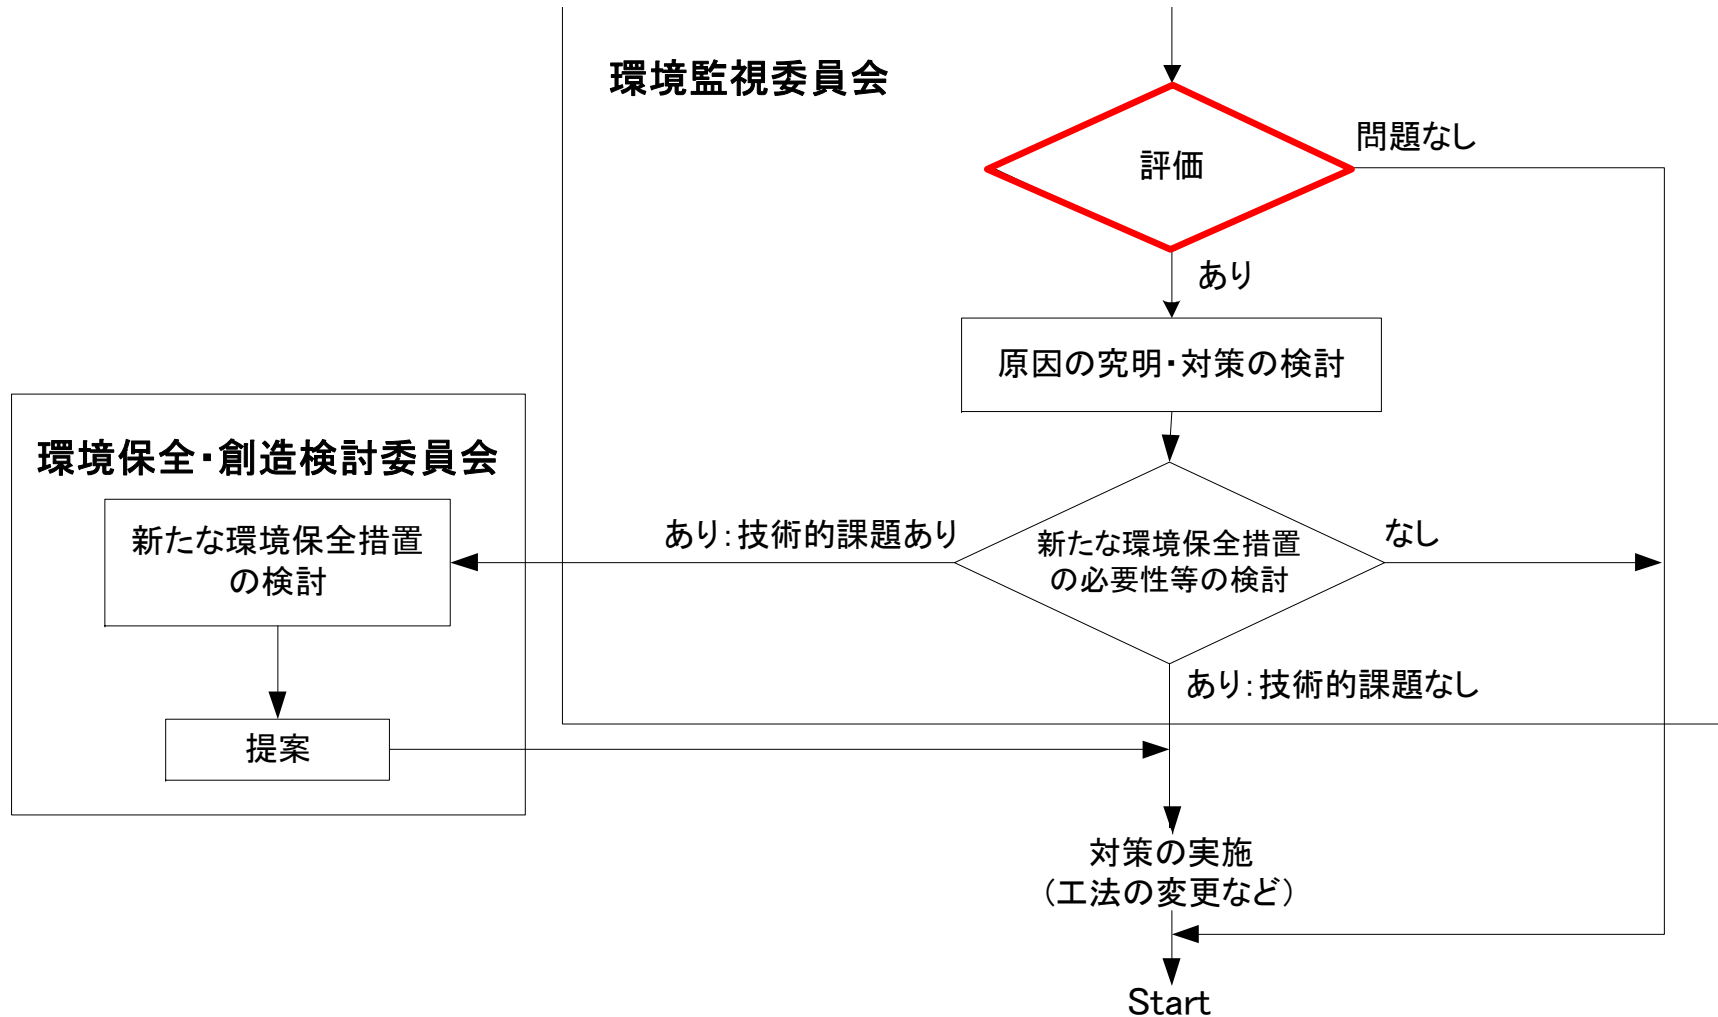 環境監視委員会
評価
問題なし
あり
原因の究明・対策の検討
環境保全・創造検討委員会
新たな環境保全措置
の検討
あり:技術的課題あり
新たな環境保全措置
の必要性等の検討
なし
あり:技術的課題なし
提案
対策の実施
(工法の変更など)
Start